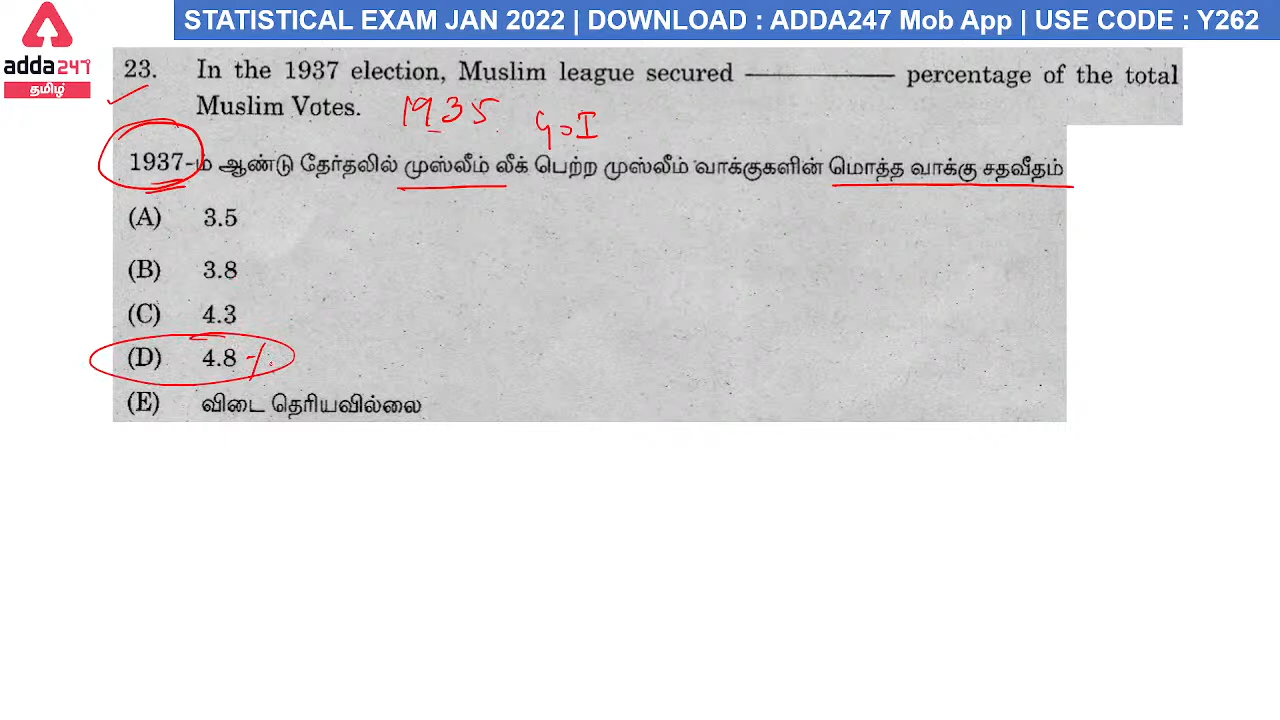 STATISTICAL EXAM JAN 2022 | DOWNLOAD : ADDA247 Mob App | USE CODE : Y262
adda247
தமிழ்
23. In the 1937 election, Muslim league secured ———— percentage of the total
Muslim Votes. 1935 GOI
1937-ம் ஆண்டு தேர்தலில் முஸ்லீம் லீக் பெற்ற முஸ்லீம் வாக்குகளின் மொத்த வாக்கு சதவீதம்
(A) 3.5
(B) 3.8
(C) 4.3
(D) 4.8 %
(E) விடை தெரியவில்லை